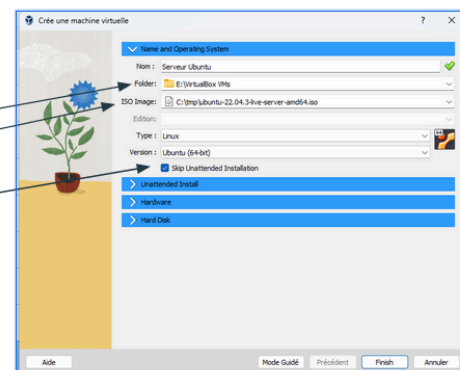 Crée une machine virtuelle
Name and Operating System
Nom : Serveur Ubuntu
Folder: E:\VirtualBox VMs
ISO Image: C:\tmp\ubuntu-22.04.3-live-server-amd64.iso
Edition:
Type : Linux
Version : Ubuntu (64-bit)
Skip Unattended Installation
Unattended Install
Hardware
Hard Disk
Aide Mode Guidé Précédent Finish Annuler